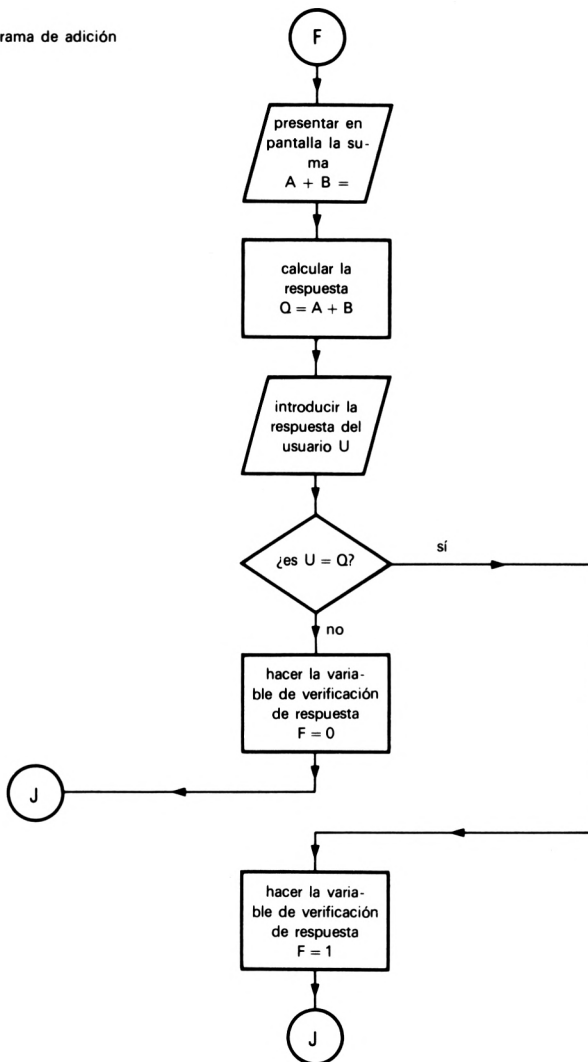 rama de adición
F
presentar en
pantalla la su-
ma
A + B =
calcular la
respuesta
Q = A + B
introducir la
respuesta del
usuario U
¿es U = Q?
sí
no
hacer la varia-
ble de verificación
de respuesta
F = 0
J
hacer la varia-
ble de verificación
de respuesta
F = 1
J